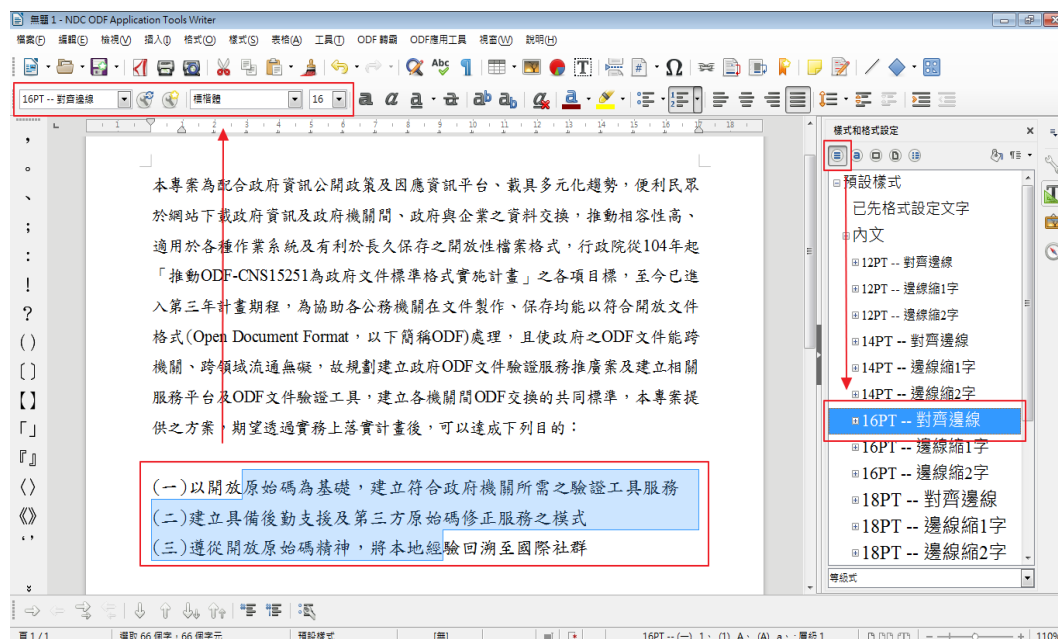 無題 1 - NDC ODF Application Tools Writer
檔案(F) 編輯(E) 檢視(V) 插入(I) 格式(O) 樣式(S) 表格(A) 工具(T) ODF 轉霸 ODF應用工具 視窗(W) 說明(H)
16PT -- 對齊邊線 標楷體 16
樣式和格式設定
預設樣式
已先格式設定文字
內文
12PT -- 對齊邊線
12PT -- 邊線縮1字
12PT -- 邊線縮2字
14PT -- 對齊邊線
14PT -- 邊線縮1字
14PT -- 邊線縮2字
16PT -- 對齊邊線
16PT -- 邊線縮1字
16PT -- 邊線縮2字
18PT -- 對齊邊線
18PT -- 邊線縮1字
18PT -- 邊線縮2字
等級式
本專案為配合政府資訊公開政策及因應資訊平台、載具多元化趨勢，便利民眾
於網站下載政府資訊及政府機關間、政府與企業之資料交換，推動相容性高、
適用於各種作業系統及有利於長久保存之開放性檔案格式，行政院從104年起
「推動ODF-CNS15251為政府文件標準格式實施計畫」之各項目標，至今已進
入第三年計畫期程，為協助各公務機關在文件製作、保存均能以符合開放文件
格式(Open Document Format，以下簡稱ODF)處理，且使政府之ODF文件能跨
機關、跨領域流通無礙，故規劃建立政府ODF文件驗證服務推廣案及建立相關
服務平台及ODF文件驗證工具，建立各機關間ODF交換的共同標準，本專案提
供之方案，期望透過實務上落實計畫後，可以達成下列目的：
(一)以開放原始碼為基礎，建立符合政府機關所需之驗證工具服務
(二)建立具備後勤支援及第三方原始碼修正服務之模式
(三)遵從開放原始碼精神，將本地經驗回溯至國際社群
頁 1 / 1 選取 66 個字；66 個字元 預設樣式 [無] 16PT -- (一) 1、(1) A、(A) a、: 層級 1 110%